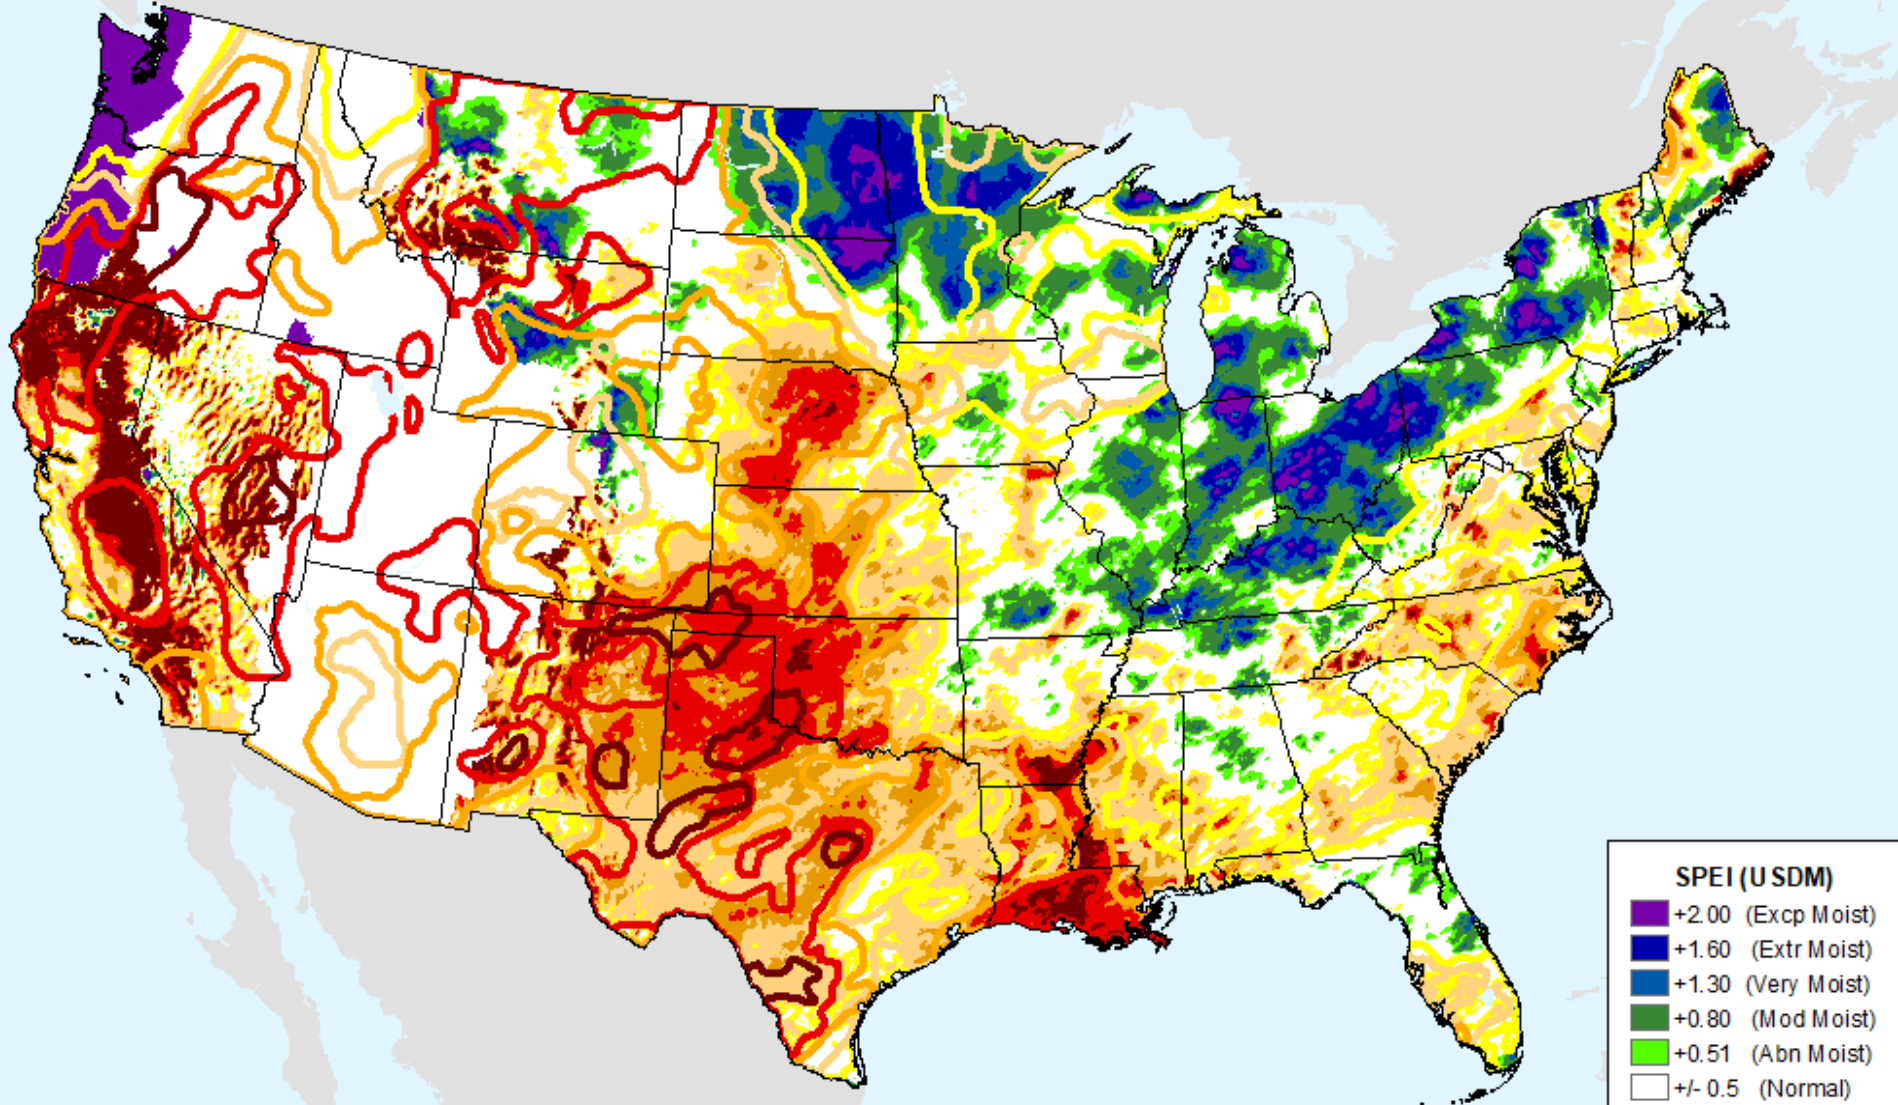 SPEI (USDM)
+2.00 (Excp Moist)
+1.60 (Extr Moist)
+1.30 (Very Moist)
+0.80 (Mod Moist)
+0.51 (Abn Moist)
+/- 0.5 (Normal)